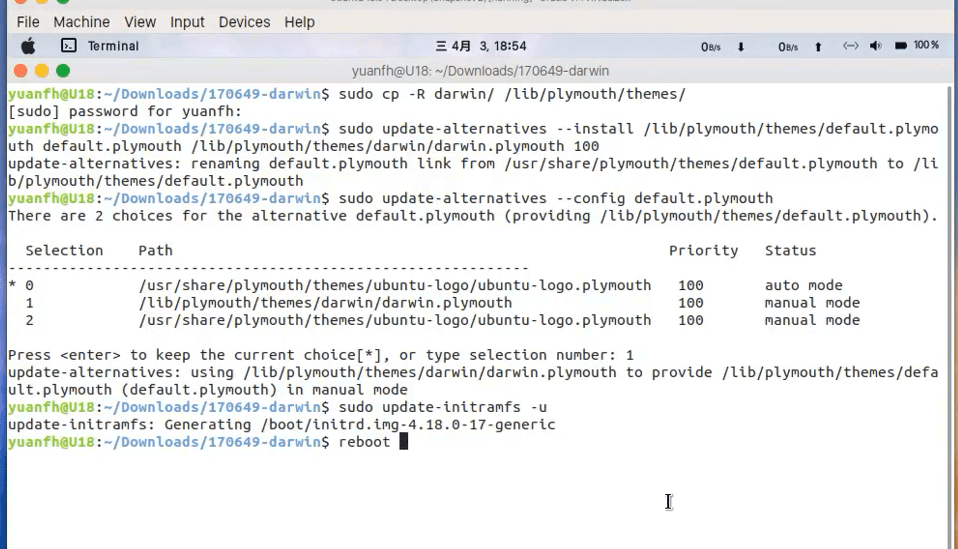 File Machine View Input Devices Help
Terminal 三 4月 3, 18:54 0B/s 0B/s 100%
yuanfh@U18: ~/Downloads/170649-darwin
yuanfh@U18:~/Downloads/170649-darwin$ sudo cp -R darwin/ /lib/plymouth/themes/
[sudo] password for yuanfh:
yuanfh@U18:~/Downloads/170649-darwin$ sudo update-alternatives --install /lib/plymouth/themes/default.plymo
uth default.plymouth /lib/plymouth/themes/darwin/darwin.plymouth 100
update-alternatives: renaming default.plymouth link from /usr/share/plymouth/themes/default.plymouth to /li
b/plymouth/themes/default.plymouth
yuanfh@U18:~/Downloads/170649-darwin$ sudo update-alternatives --config default.plymouth
There are 2 choices for the alternative default.plymouth (providing /lib/plymouth/themes/default.plymouth).
Selection Path Priority Status
------------------------------------------------------------
* 0 /usr/share/plymouth/themes/ubuntu-logo/ubuntu-logo.plymouth 100 auto mode
1 /lib/plymouth/themes/darwin/darwin.plymouth 100 manual mode
2 /usr/share/plymouth/themes/ubuntu-logo/ubuntu-logo.plymouth 100 manual mode
Press <enter> to keep the current choice[*], or type selection number: 1
update-alternatives: using /lib/plymouth/themes/darwin/darwin.plymouth to provide /lib/plymouth/themes/defa
ult.plymouth (default.plymouth) in manual mode
yuanfh@U18:~/Downloads/170649-darwin$ sudo update-initramfs -u
update-initramfs: Generating /boot/initrd.img-4.18.0-17-generic
yuanfh@U18:~/Downloads/170649-darwin$ reboot